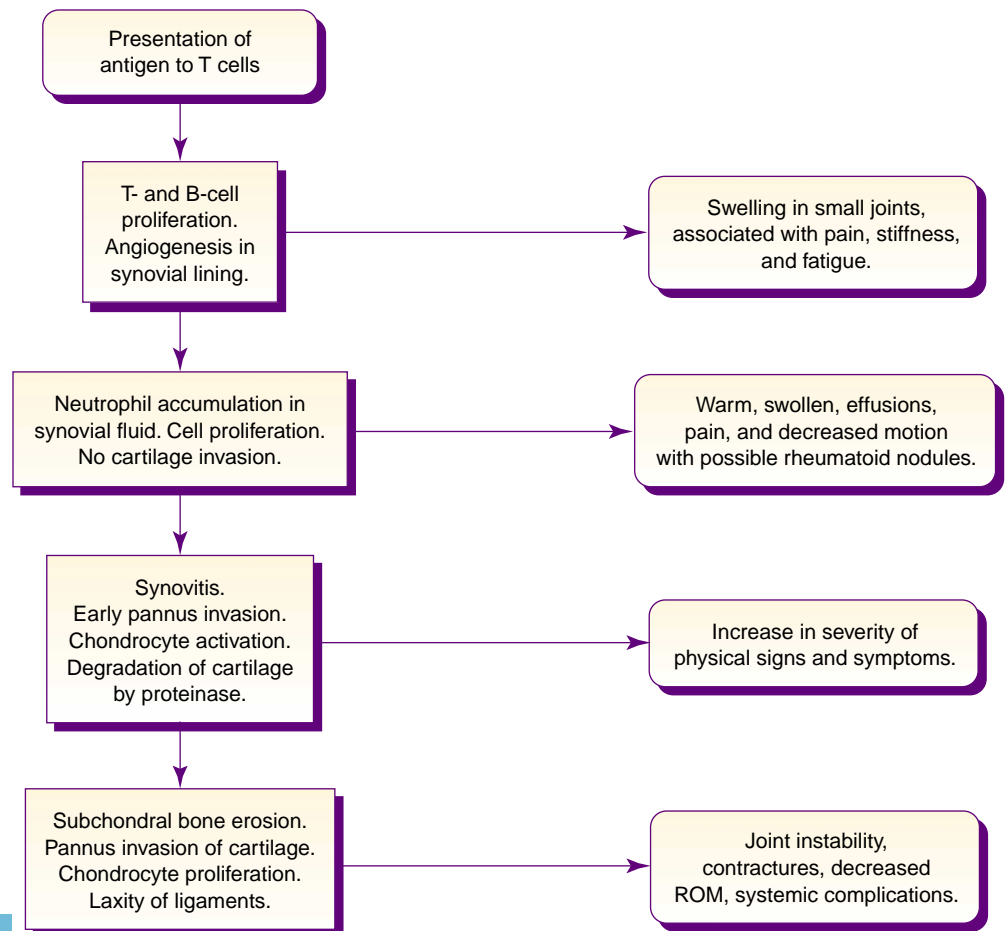 Presentation of
antigen to T cells
T- and B-cell
proliferation.
Angiogenesis in
synovial lining.
Swelling in small joints,
associated with pain, stiffness,
and fatigue.
Neutrophil accumulation in
synovial fluid. Cell proliferation.
No cartilage invasion.
Warm, swollen, effusions,
pain, and decreased motion
with possible rheumatoid nodules.
Synovitis.
Early pannus invasion.
Chondrocyte activation.
Degradation of cartilage
by proteinase.
Increase in severity of
physical signs and symptoms.
Subchondral bone erosion.
Pannus invasion of cartilage.
Chondrocyte proliferation.
Laxity of ligaments.
Joint instability,
contractures, decreased
ROM, systemic complications.